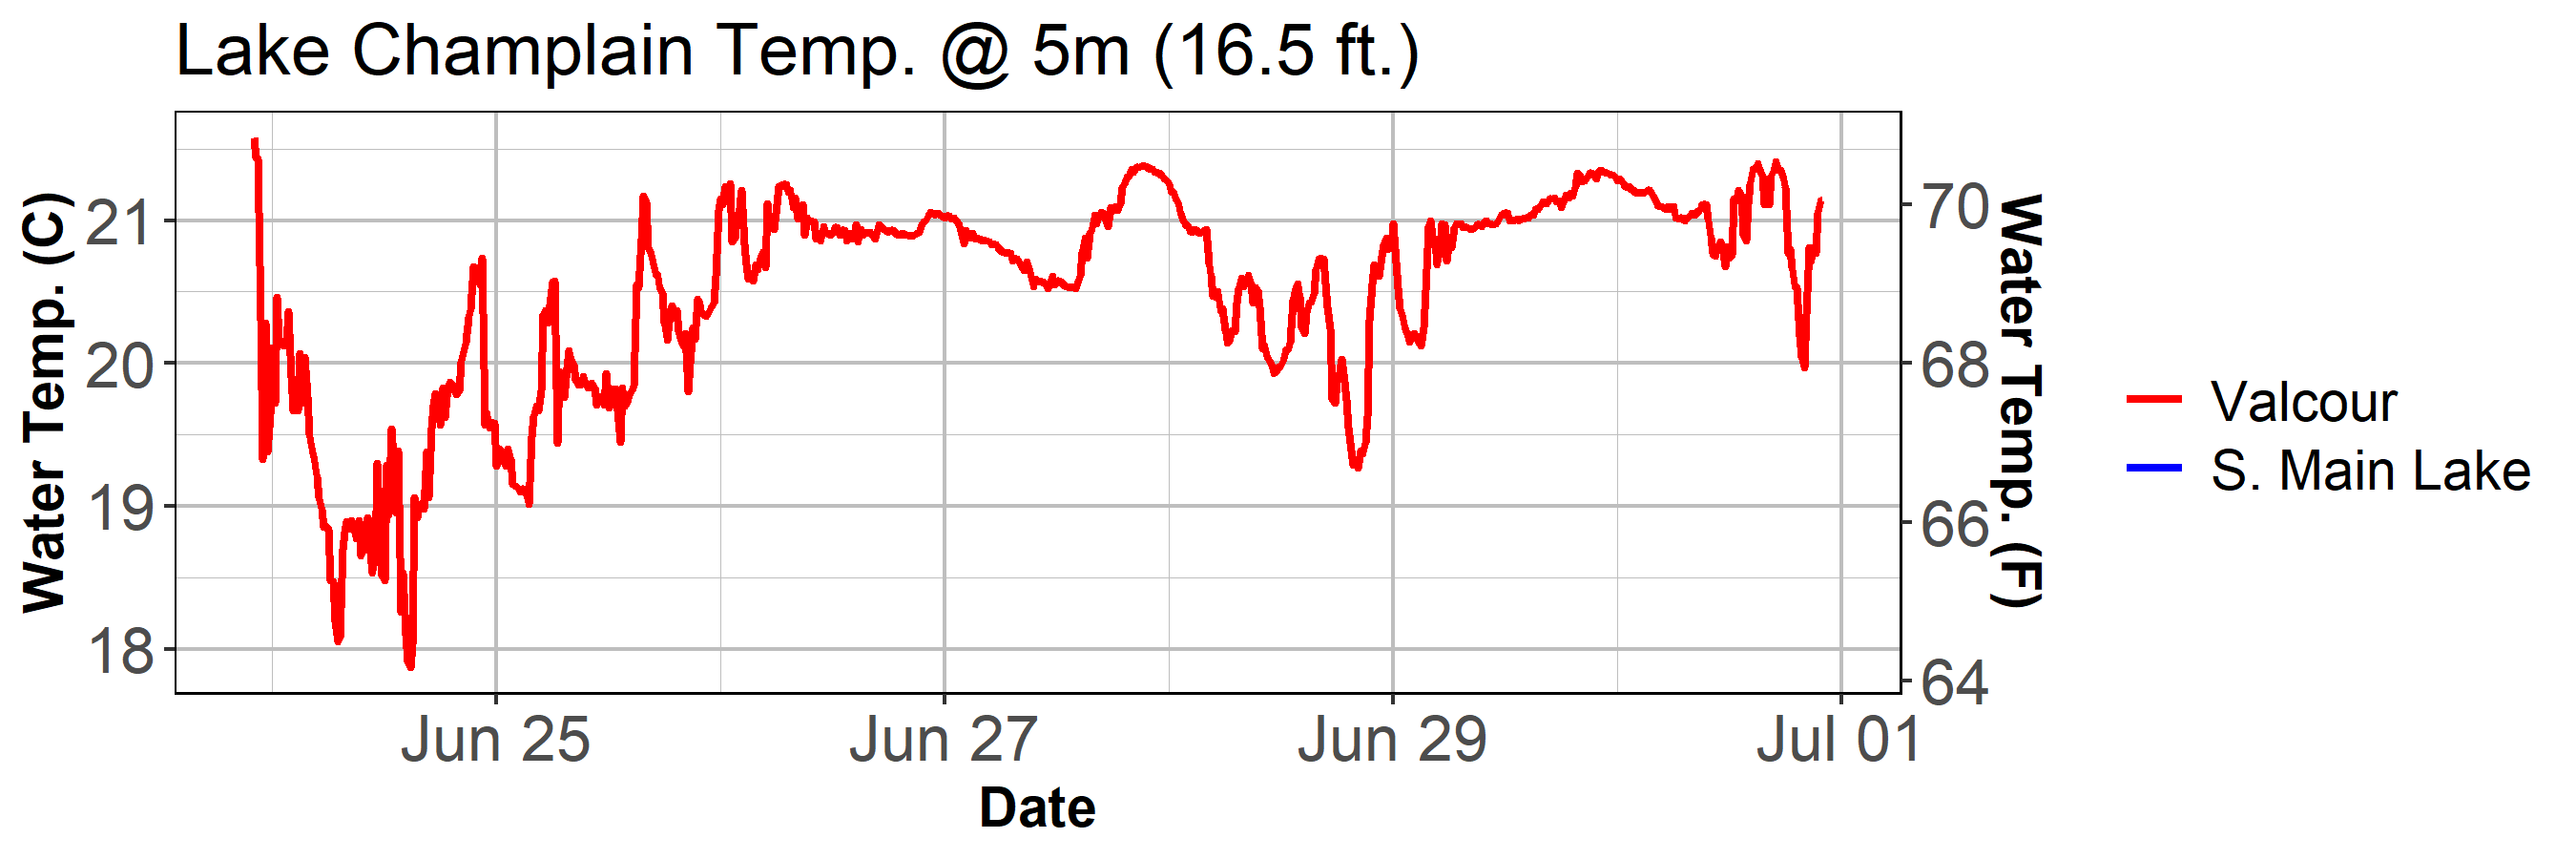 Lake Champlain Temp. @ 5m (16.5 ft.)
Water Temp. (C)
21
20
19
18
70
68
66
64
Water Temp. (F)
Jun 25
Jun 27
Jun 29
Jul 01
Date
Valcour
S. Main Lake